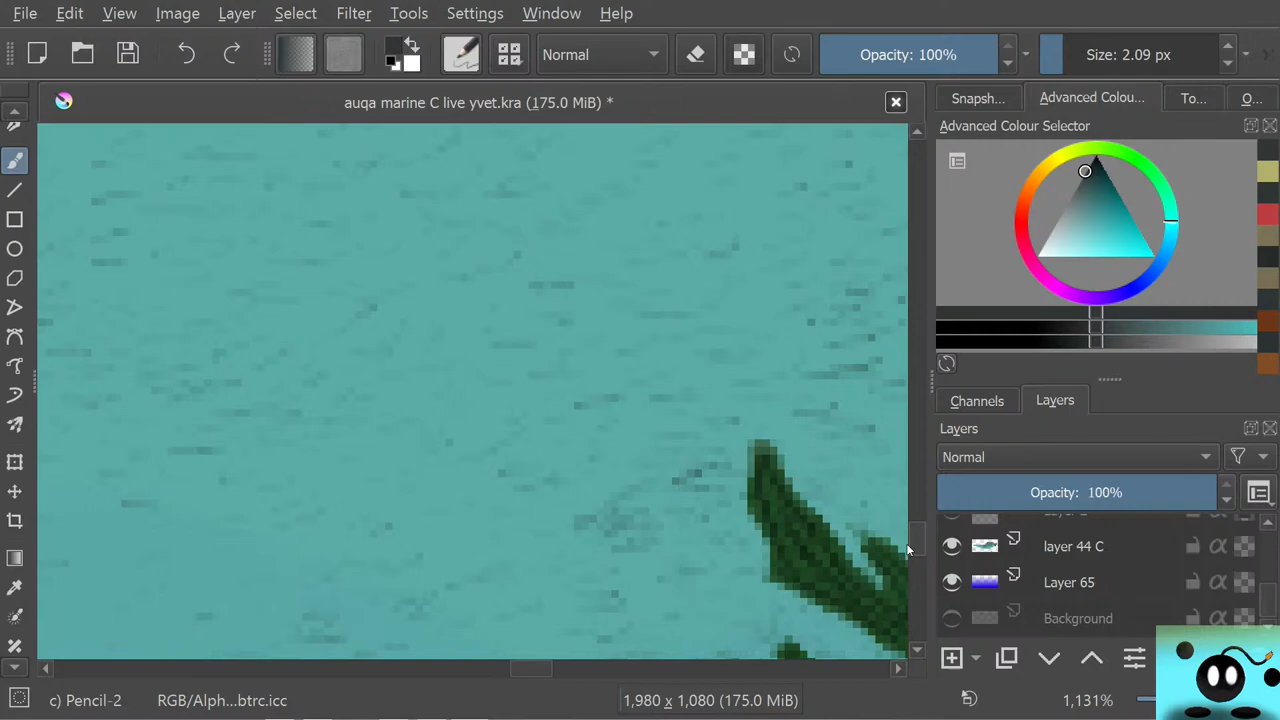 File Edit View Image Layer Select Filter Tools Settings Window Help
Normal Opacity: 100% Size: 2.09 px
auqa marine C live yvet.kra (175.0 MiB) *
Snapsh... Advanced Colou... To... O...
Advanced Colour Selector
Channels Layers
Layers
Normal
Opacity: 100%
layer 44 C
Layer 65
Background
c) Pencil-2 RGB/Alph...btrc.icc 1,980 x 1,080 (175.0 MiB) 1,131%